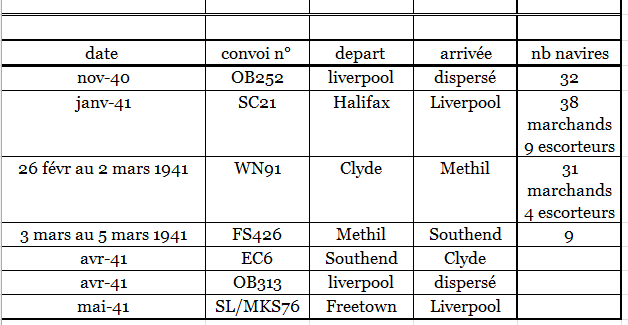 date convoi n° depart arrivée nb navires
nov-40 OB252 liverpool dispersé 32
janv-41 SC21 Halifax Liverpool 38
marchands
9 escorteurs
26 févr au 2 mars 1941 WN91 Clyde Methil 31
marchands
4 escorteurs
3 mars au 5 mars 1941 FS426 Methil Southend 9
avr-41 EC6 Southend Clyde
avr-41 OB313 liverpool dispersé
mai-41 SL/MKS76 Freetown Liverpool